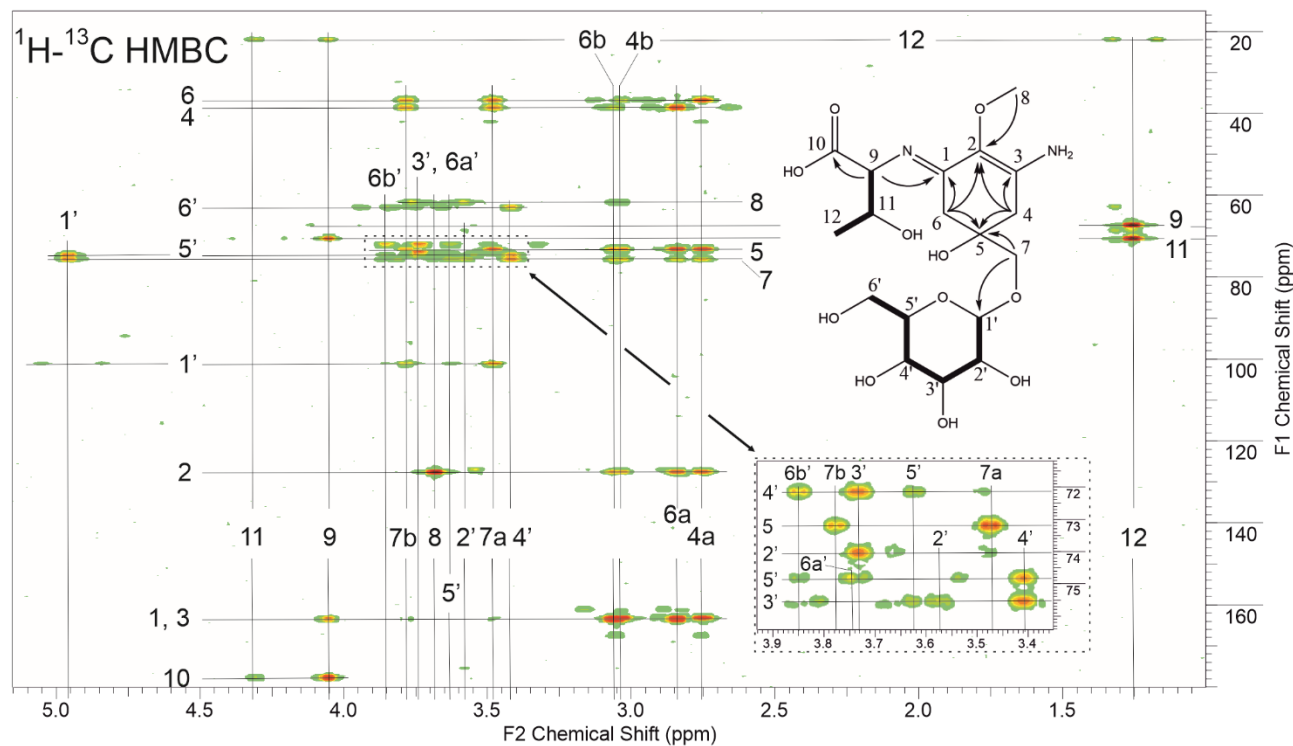 ¹H-¹³C HMBC
6b 4b 12
20
6
4
40
6b' 3', 6a'
6'
8
60
1'
9
5'
5
11
7
80
1'
100
2
120
11 9 7b 8 2' 7a 4' 6a 4a 12
5'
140
1, 3
160
10
5.0 4.5 4.0 3.5 3.0 2.5 2.0 1.5
F2 Chemical Shift (ppm)
F1 Chemical Shift (ppm)
O
8
O
10 9 N 1 2 3 NH₂
HO
11
12 OH
6 4
5
HO 7
6' O
HO 5' O
1'
4' 2'
HO 3' OH
OH
6b' 7b 3' 5' 7a
4' 72
5 73
2' 2' 4' 74
6a'
5'
3' 75
3.9 3.8 3.7 3.6 3.5 3.4